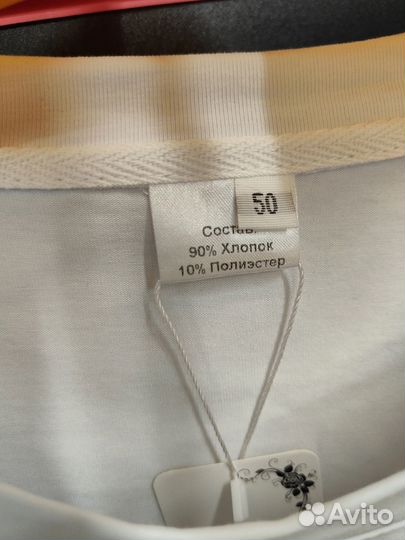 50
Состав:
90% Хлопок
10% Полиэстер
Avito